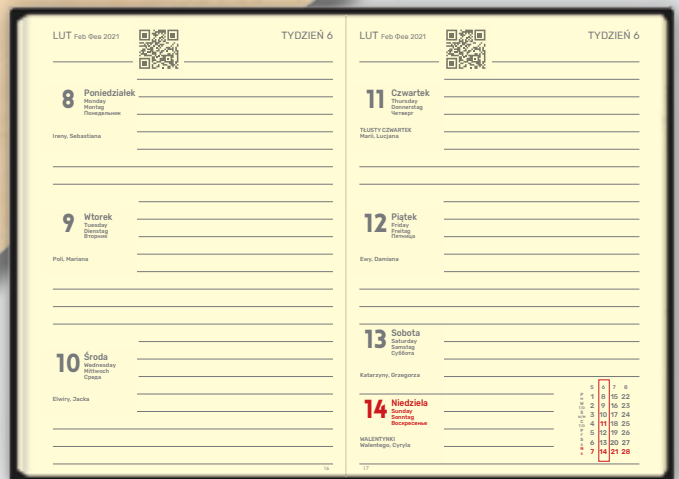 LUT Feb Фев 2021
TYDZIEŃ 6
8 Poniedziałek
Monday
Montag
Понедельник
Ireny, Sebastiana
9 Wtorek
Tuesday
Dienstag
Вторник
Poli, Mariana
10 Środa
Wednesday
Mittwoch
Среда
Elwiry, Jacka
16
LUT Feb Фев 2021
TYDZIEŃ 6
11 Czwartek
Thursday
Donnerstag
Четверг
TŁUSTY CZWARTEK
Marii, Lucjana
12 Piątek
Friday
Freitag
Пятница
Ewy, Damiana
13 Sobota
Saturday
Samstag
Суббота
Katarzyny, Grzegorza
14 Niedziela
Sunday
Sonntag
Воскресенье
WALENTYNKI
Walentego, Cyryla
5 6 7 8
1 8 15 22
2 9 16 23
3 10 17 24
4 11 18 25
5 12 19 26
6 13 20 27
7 14 21 28
17